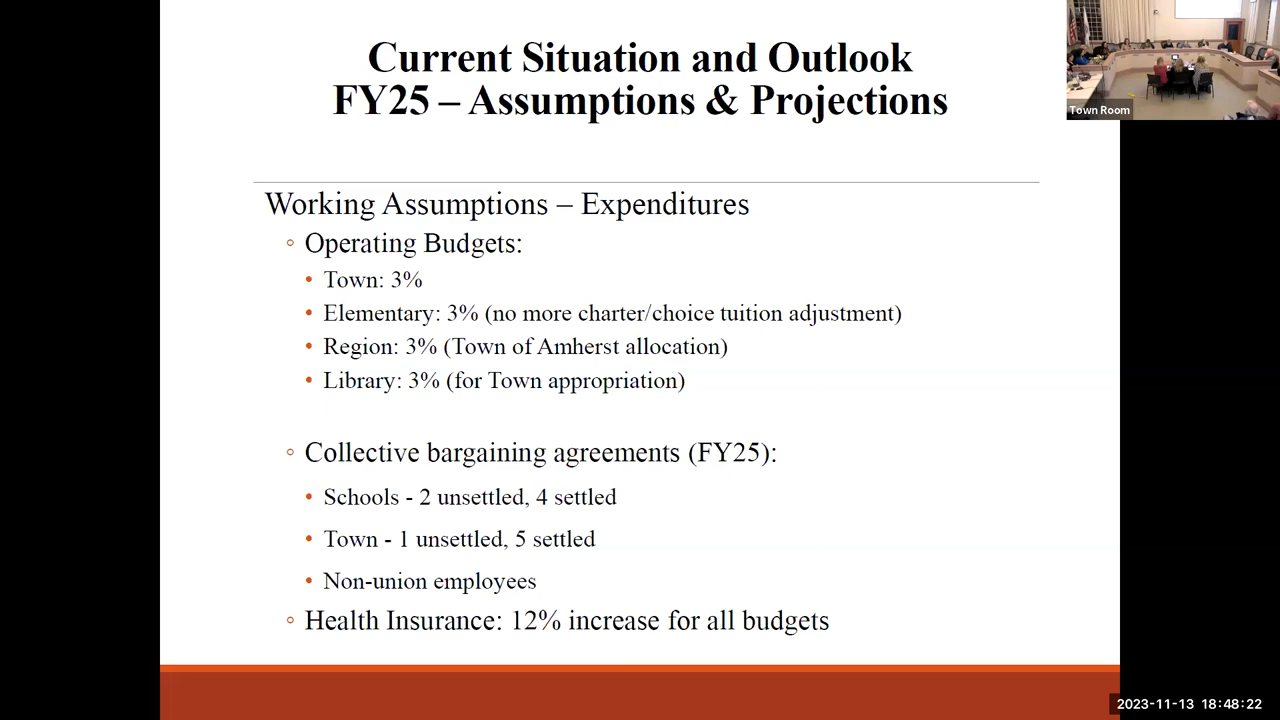 Current Situation and Outlook
FY25 – Assumptions & Projections
Town Room
Working Assumptions – Expenditures
◦ Operating Budgets:
• Town: 3%
• Elementary: 3% (no more charter/choice tuition adjustment)
• Region: 3% (Town of Amherst allocation)
• Library: 3% (for Town appropriation)
◦ Collective bargaining agreements (FY25):
• Schools - 2 unsettled, 4 settled
• Town - 1 unsettled, 5 settled
• Non-union employees
◦ Health Insurance: 12% increase for all budgets
2023-11-13 18:48:22